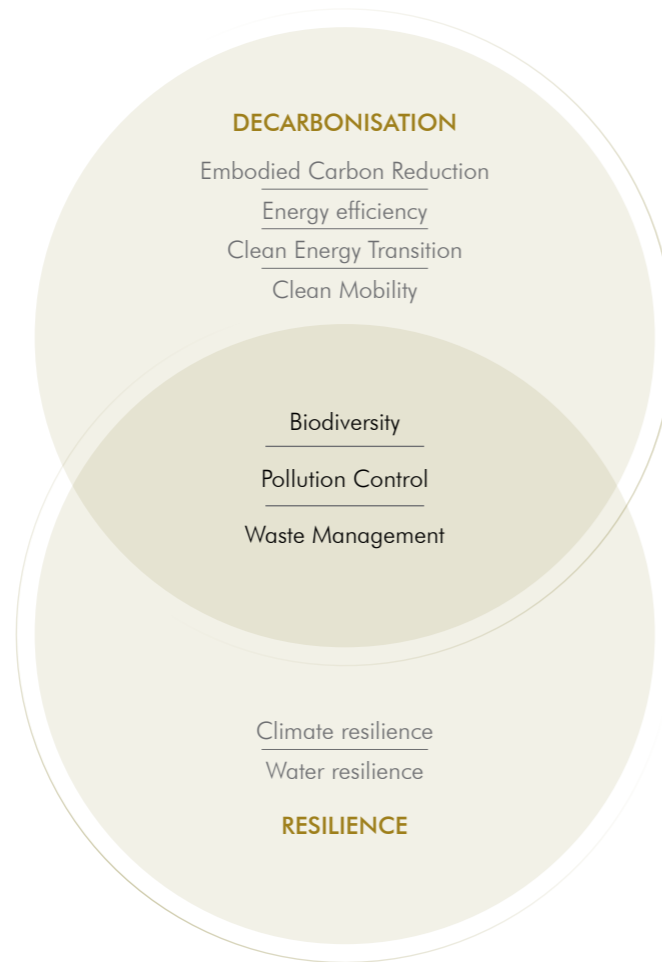 DECARBONISATION
Embodied Carbon Reduction
Energy efficiency
Clean Energy Transition
Clean Mobility
Biodiversity
Pollution Control
Waste Management
Climate resilience
Water resilience
RESILIENCE